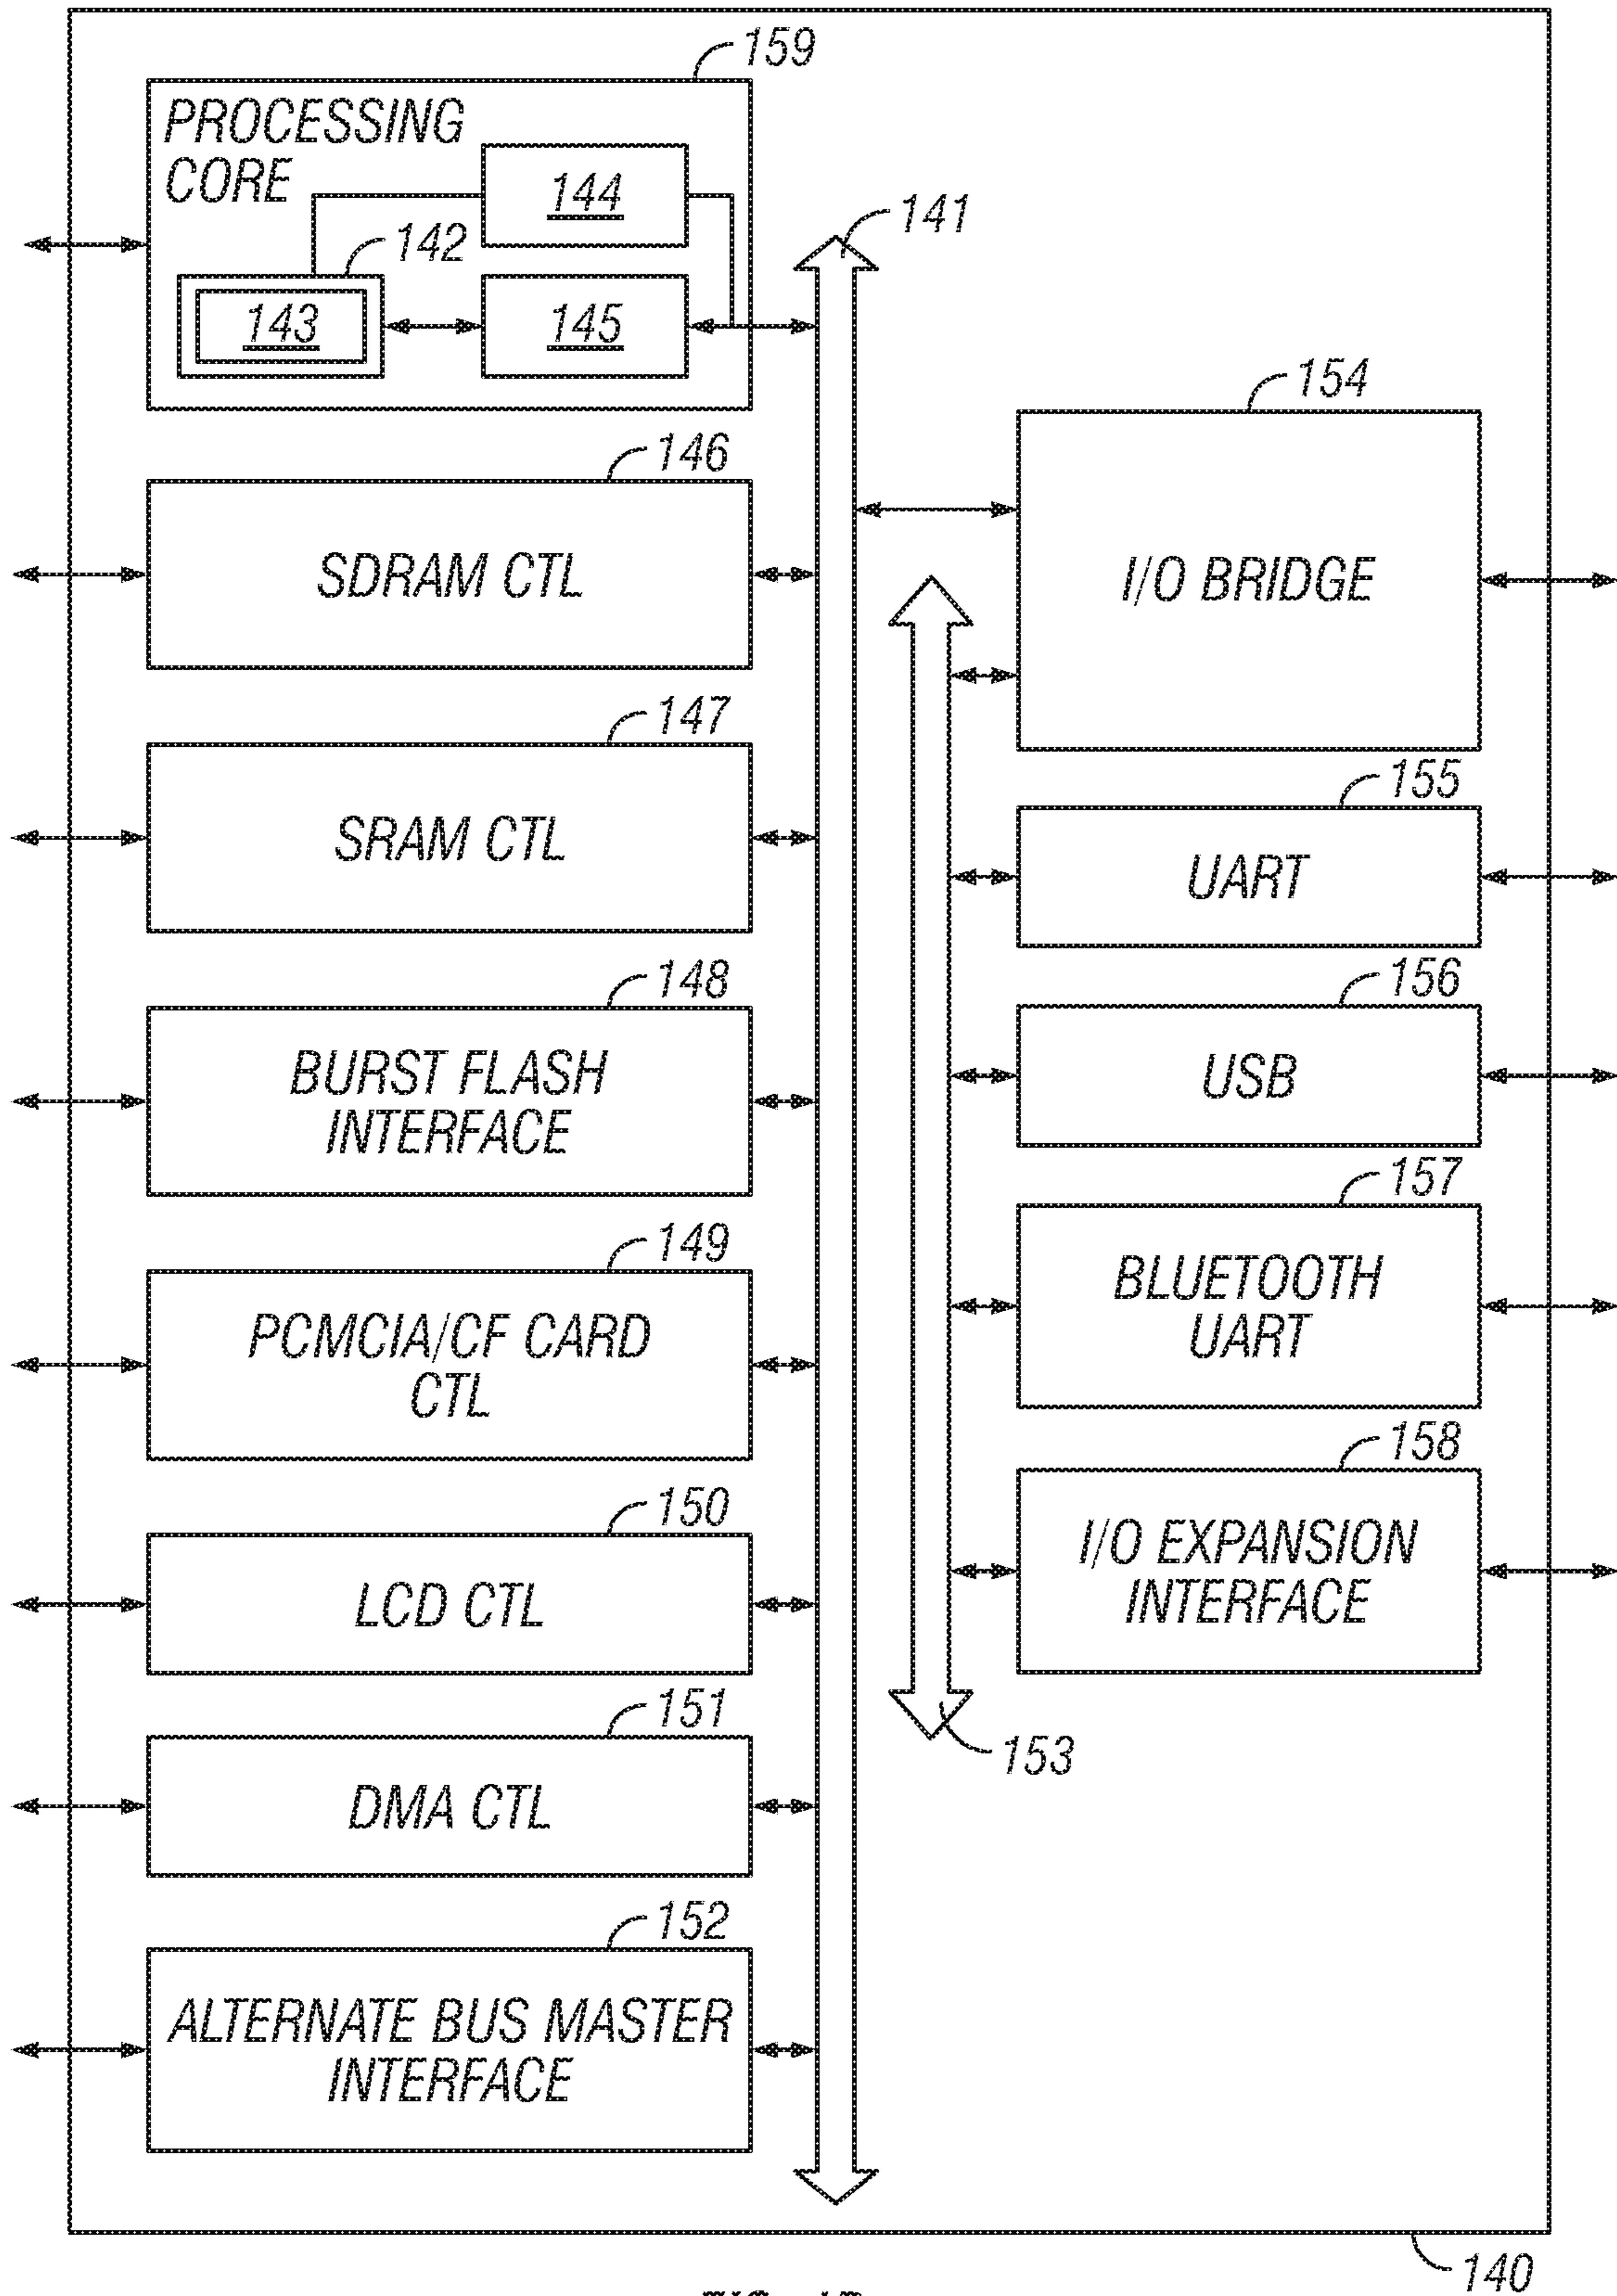 159
PROCESSING
CORE
144
142
143
145
141
154
146
SDRAM CTL
I/O BRIDGE
147
SRAM CTL
155
UART
148
BURST FLASH
INTERFACE
156
USB
157
BLUETOOTH
UART
149
PCMCIA/CF CARD
CTL
158
I/O EXPANSION
INTERFACE
150
LCD CTL
151
DMA CTL
153
152
ALTERNATE BUS MASTER
INTERFACE
140